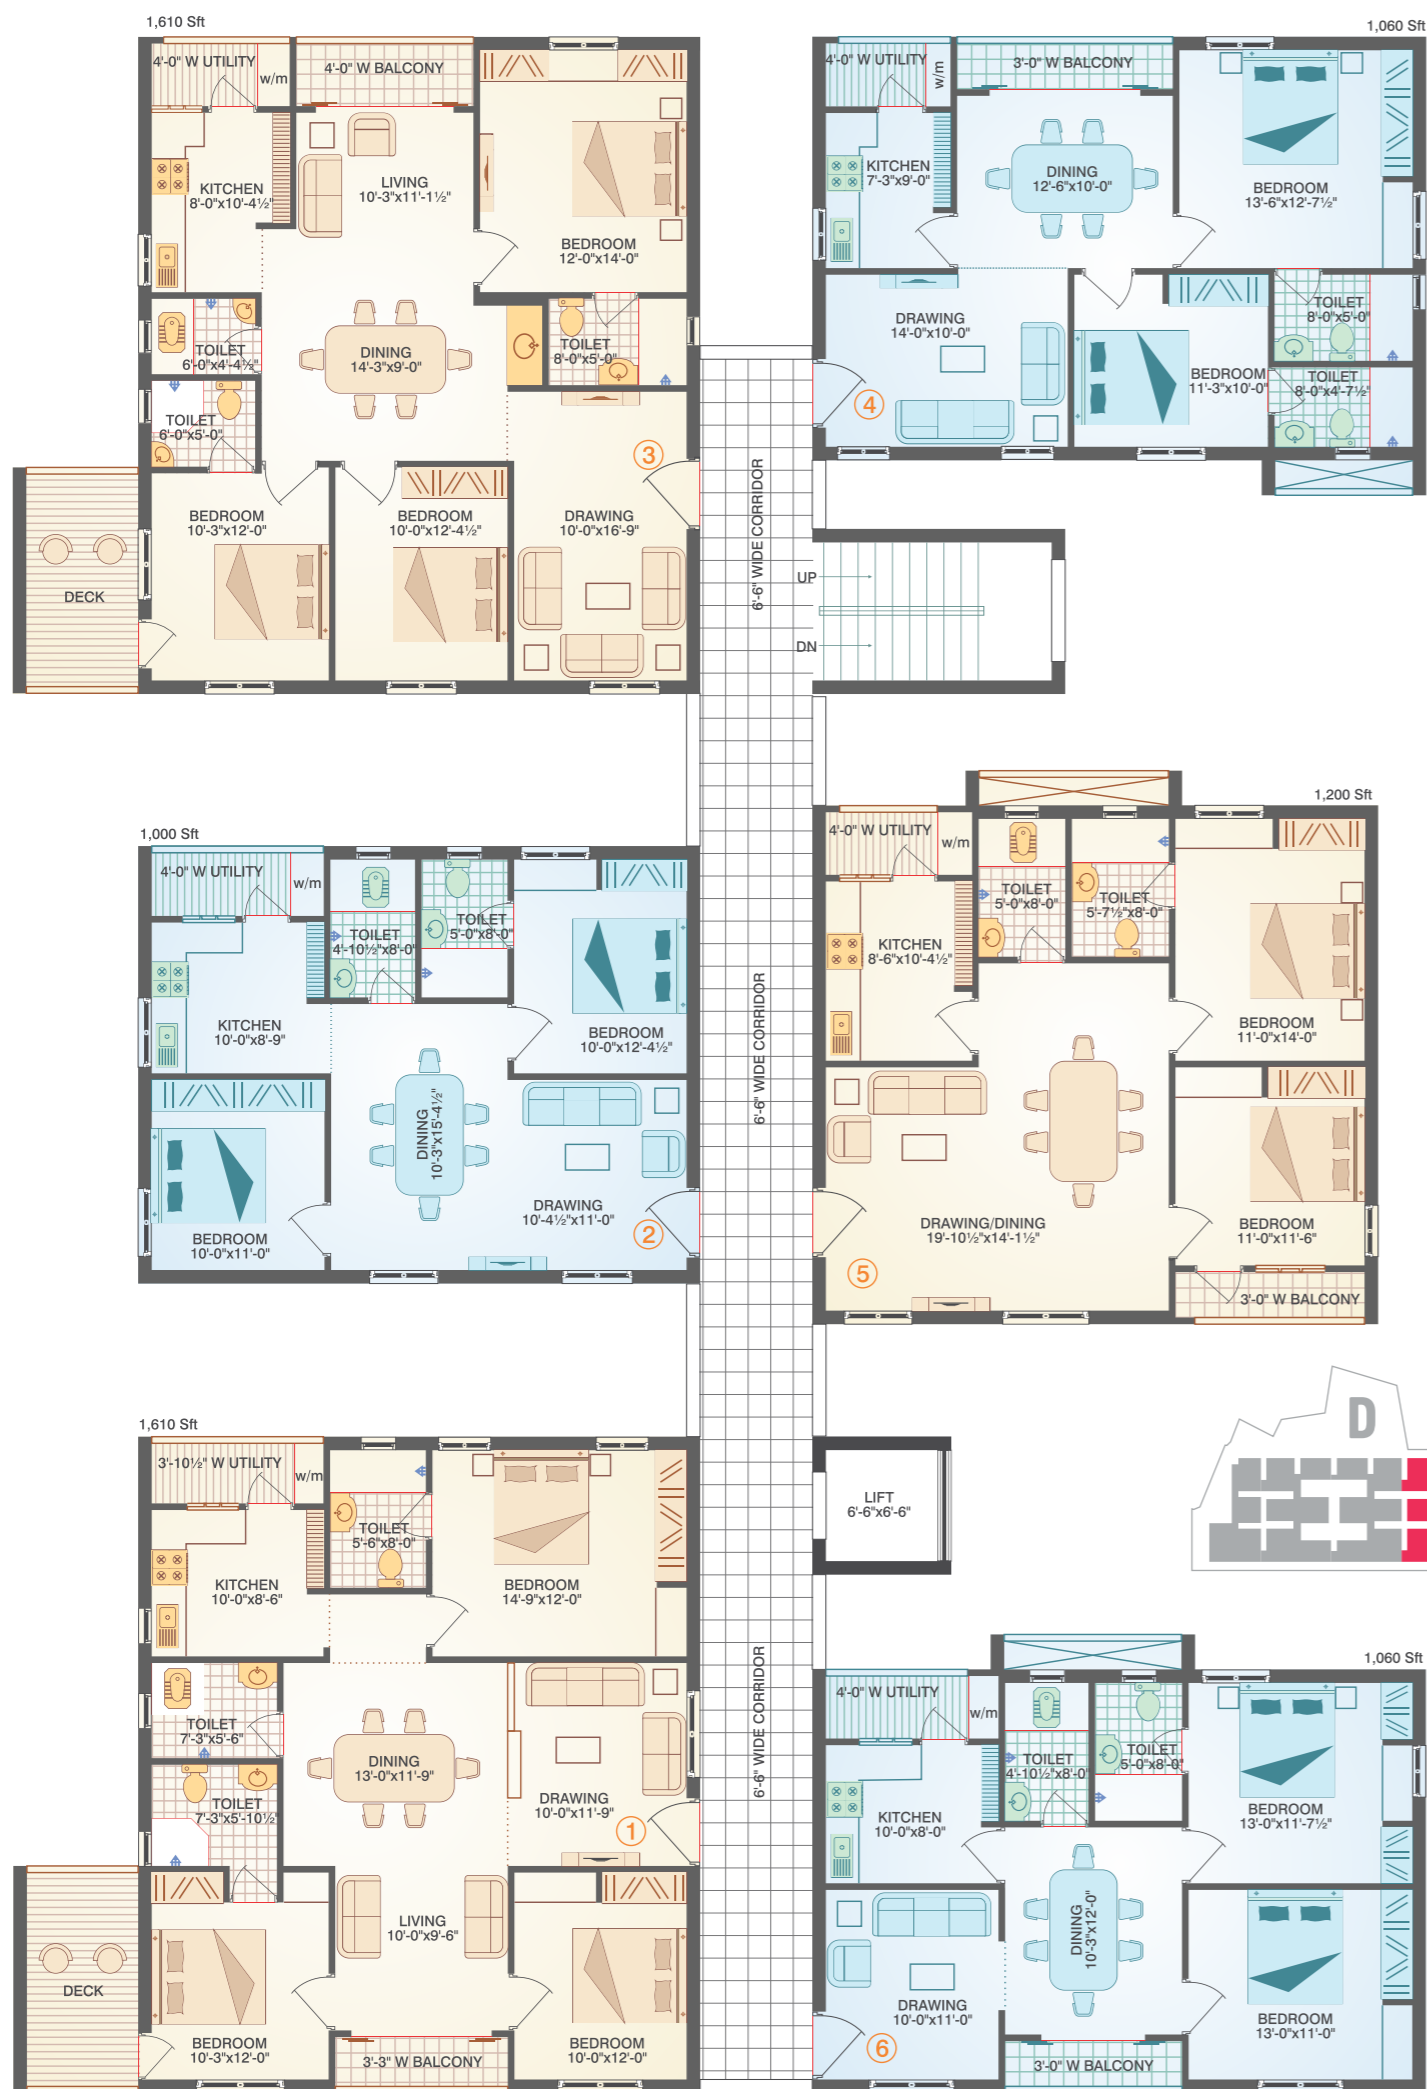 1,610 Sft
4'-0" W UTILITY
w/m
4'-0" W BALCONY
KITCHEN
8'-0"x10'-4½"
LIVING
10'-3"x11'-1½"
BEDROOM
12'-0"x14'-0"
TOILET
6'-0"x4'-4½"
DINING
14'-3"x9'-0"
TOILET
8'-0"x5'-0"
TOILET
6'-0"x5'-0"
3
BEDROOM
10'-3"x12'-0"
BEDROOM
10'-0"x12'-4½"
DRAWING
10'-0"x16'-9"
DECK
6'-6" WIDE CORRIDOR
1,060 Sft
4'-0" W UTILITY
w/m
3'-0" W BALCONY
KITCHEN
7'-3"x9'-0"
DINING
12'-6"x10'-0"
BEDROOM
13'-6"x12'-7½"
DRAWING
14'-0"x10'-0"
TOILET
8'-0"x5'-0"
BEDROOM
11'-3"x10'-0"
TOILET
8'-0"x4'-7½"
4
UP
DN
1,000 Sft
4'-0" W UTILITY
w/m
TOILET
4'-10½"x8'-0"
TOILET
5'-0"x8'-0"
KITCHEN
10'-0"x8'-9"
BEDROOM
10'-0"x12'-4½"
DINING
10'-3"x15'-4½"
DRAWING
10'-4½"x11'-0"
2
BEDROOM
10'-0"x11'-0"
6'-6" WIDE CORRIDOR
1,200 Sft
4'-0" W UTILITY
w/m
TOILET
5'-0"x8'-0"
TOILET
5'-7½"x8'-0"
KITCHEN
8'-6"x10'-4½"
BEDROOM
11'-0"x14'-0"
DRAWING/DINING
19'-10½"x14'-1½"
BEDROOM
11'-0"x11'-6"
5
3'-0" W BALCONY
D
LIFT
6'-6"x6'-6"
1,610 Sft
3'-10½" W UTILITY
w/m
TOILET
5'-6"x8'-0"
KITCHEN
10'-0"x8'-6"
BEDROOM
14'-9"x12'-0"
TOILET
7'-3"x5'-6"
DINING
13'-0"x11'-9"
DRAWING
10'-0"x11'-9"
TOILET
7'-3"x5'-10½"
1
LIVING
10'-0"x9'-6"
DECK
BEDROOM
10'-3"x12'-0"
3'-3" W BALCONY
BEDROOM
10'-0"x12'-0"
6'-6" WIDE CORRIDOR
1,060 Sft
4'-0" W UTILITY
w/m
TOILET
4'-10½"x8'-0"
TOILET
5'-0"x8'-0"
KITCHEN
10'-0"x8'-0"
BEDROOM
13'-0"x11'-7½"
DINING
10'-3"x12'-0"
DRAWING
10'-0"x11'-0"
6
BEDROOM
13'-0"x11'-0"
3'-0" W BALCONY